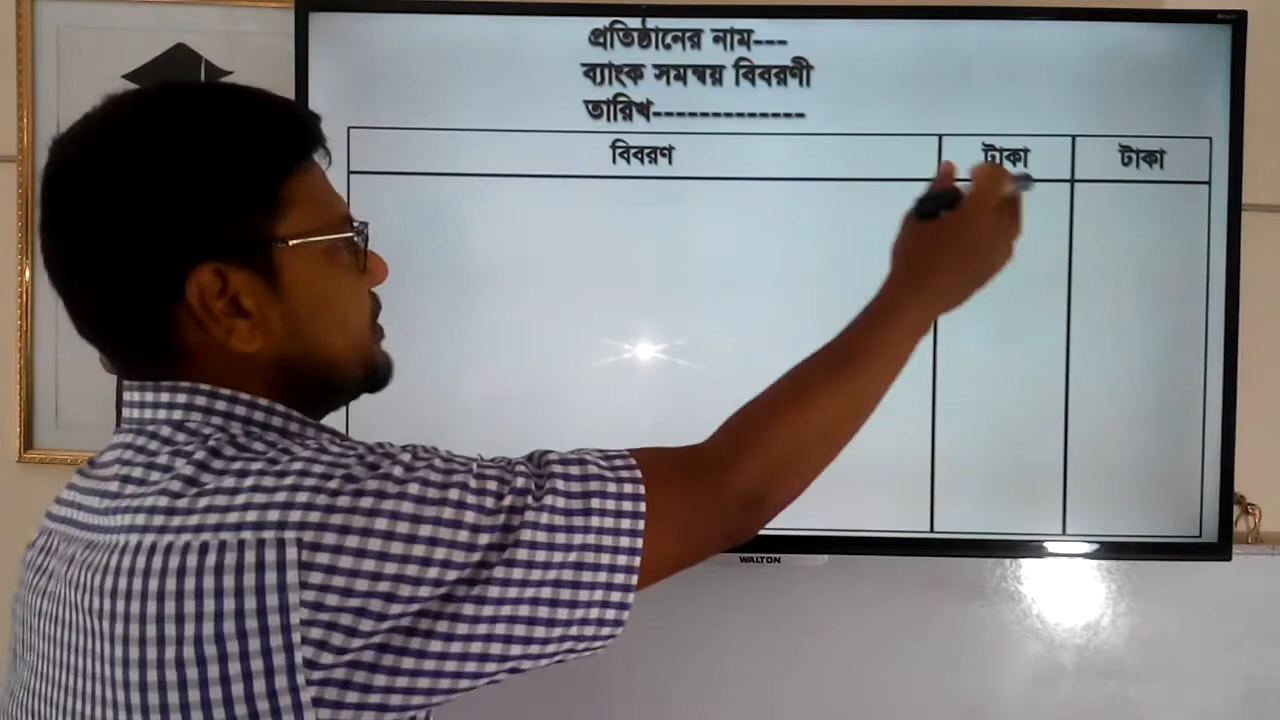 প্রতিষ্ঠানের নাম---
ব্যাংক সমন্বয় বিবরণী
তারিখ-------------
বিবরণ টাকা টাকা
WALTON